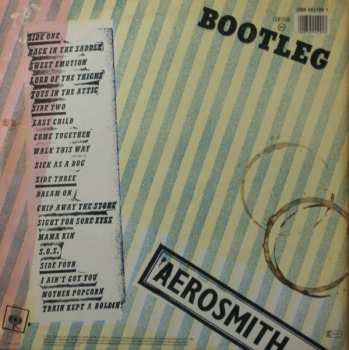 BOOTLEG
SIDE ONE
BACK IN THE SADDLE
SWEET EMOTION
LORD OF THE THIGHS
TOYS IN THE ATTIC
SIDE TWO
LAST CHILD
COME TOGETHER
WALK THIS WAY
SICK AS A DOG
SIDE THREE
DREAM ON
CHIP AWAY THE STONE
SIGHT FOR SORE EYES
MAMA KIN
S.O.S.
SIDE FOUR
I AIN'T GOT YOU
MOTHER POPCORN
TRAIN KEPT A ROLLIN'
AEROSMITH